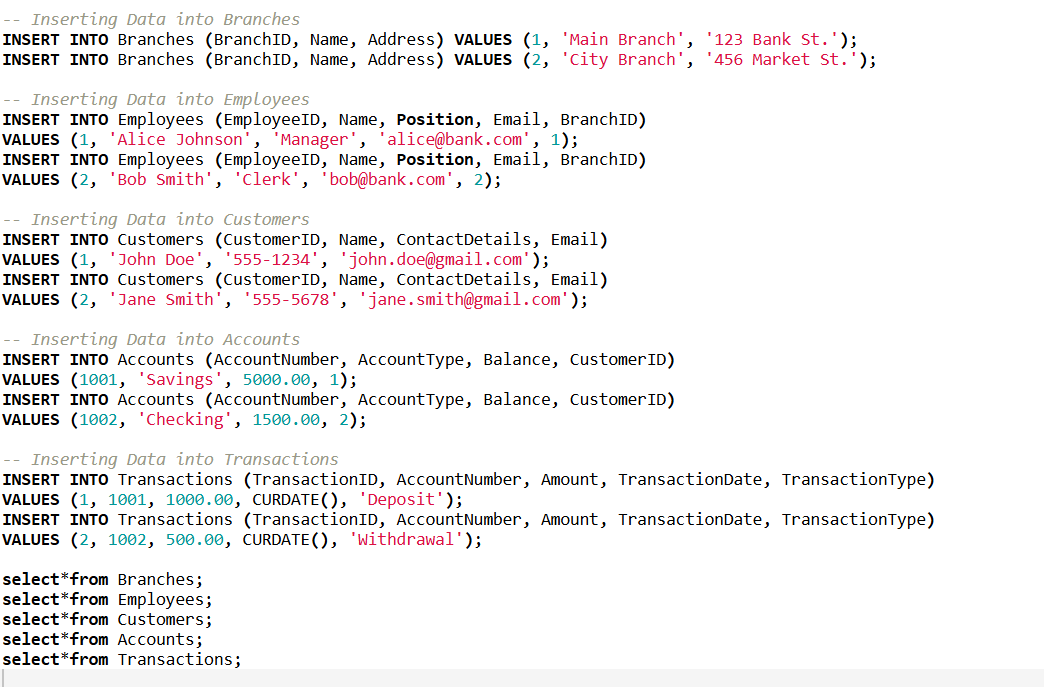 -- Inserting Data into Branches
INSERT INTO Branches (BranchID, Name, Address) VALUES (1, 'Main Branch', '123 Bank St.');
INSERT INTO Branches (BranchID, Name, Address) VALUES (2, 'City Branch', '456 Market St.');
-- Inserting Data into Employees
INSERT INTO Employees (EmployeeID, Name, Position, Email, BranchID)
VALUES (1, 'Alice Johnson', 'Manager', 'alice@bank.com', 1);
INSERT INTO Employees (EmployeeID, Name, Position, Email, BranchID)
VALUES (2, 'Bob Smith', 'Clerk', 'bob@bank.com', 2);
-- Inserting Data into Customers
INSERT INTO Customers (CustomerID, Name, ContactDetails, Email)
VALUES (1, 'John Doe', '555-1234', 'john.doe@gmail.com');
INSERT INTO Customers (CustomerID, Name, ContactDetails, Email)
VALUES (2, 'Jane Smith', '555-5678', 'jane.smith@gmail.com');
-- Inserting Data into Accounts
INSERT INTO Accounts (AccountNumber, AccountType, Balance, CustomerID)
VALUES (1001, 'Savings', 5000.00, 1);
INSERT INTO Accounts (AccountNumber, AccountType, Balance, CustomerID)
VALUES (1002, 'Checking', 1500.00, 2);
-- Inserting Data into Transactions
INSERT INTO Transactions (TransactionID, AccountNumber, Amount, TransactionDate, TransactionType)
VALUES (1, 1001, 1000.00, CURDATE(), 'Deposit');
INSERT INTO Transactions (TransactionID, AccountNumber, Amount, TransactionDate, TransactionType)
VALUES (2, 1002, 500.00, CURDATE(), 'Withdrawal');
select*from Branches;
select*from Employees;
select*from Customers;
select*from Accounts;
select*from Transactions;